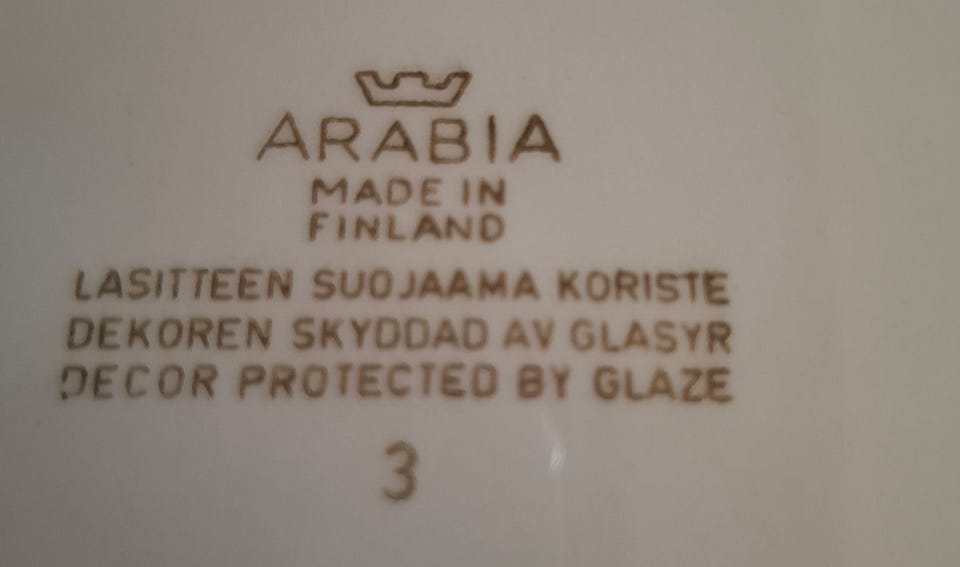 ARABIA
MADE IN
FINLAND
LASITTEEN SUOJAAMA KORISTE
DEKOREN SKYDDAD AV GLASYR
DECOR PROTECTED BY GLAZE
3